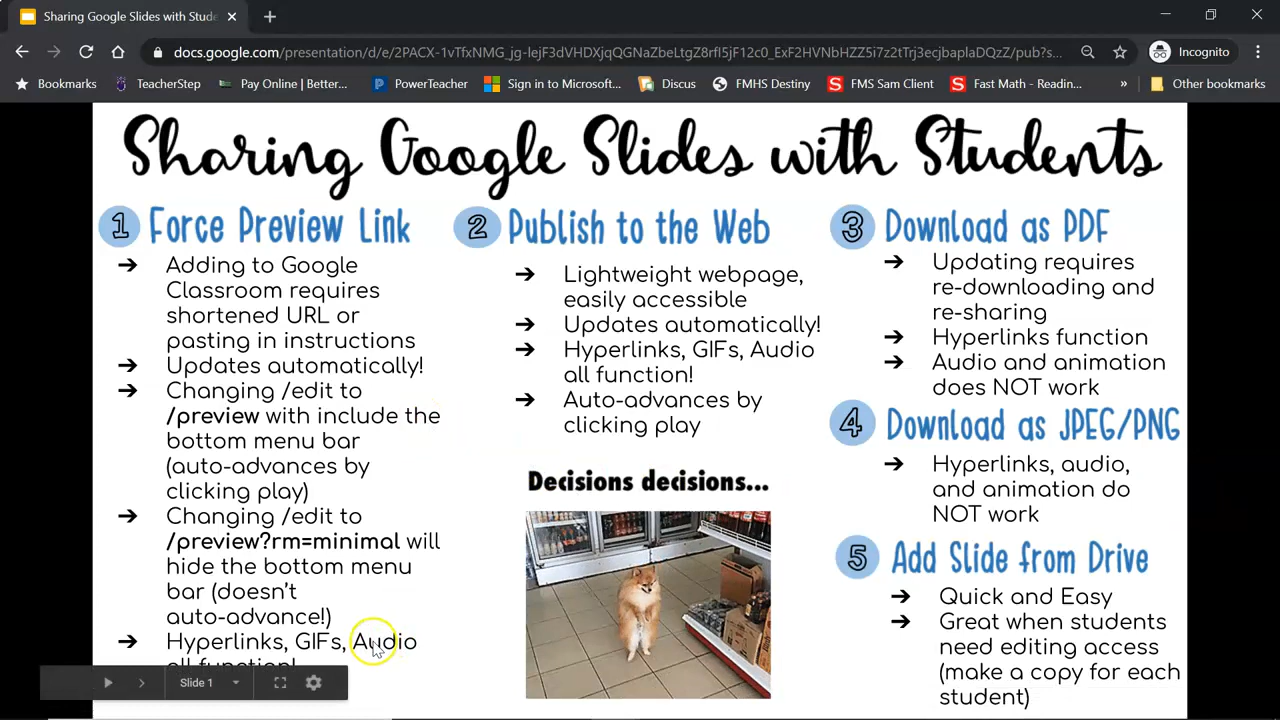 Sharing Google Slides with Stude
docs.google.com/presentation/d/e/2PACX-1vTfxNMG_jg-lejF3dVHDXjqQGNaZbeLtgZ8rfl5jF12c0_ExF2HVNbHZZ5i7z2tTrj3ecjbaplaDQzZ/pub?s...
Incognito
Bookmarks
TeacherStep
Pay Online | Better...
PowerTeacher
Sign in to Microsoft...
Discus
FMHS Destiny
FMS Sam Client
Fast Math - Readin...
»
Other bookmarks
Sharing Google Slides with Students
1 Force Preview Link
➔ Adding to Google
Classroom requires
shortened URL or
pasting in instructions
➔ Updates automatically!
➔ Changing /edit to
/preview with include the
bottom menu bar
(auto-advances by
clicking play)
➔ Changing /edit to
/preview?rm=minimal will
hide the bottom menu
bar (doesn't
auto-advance!)
➔ Hyperlinks, GIFs, Audio
all function!
Slide 1
2 Publish to the Web
➔ Lightweight webpage,
easily accessible
➔ Updates automatically!
➔ Hyperlinks, GIFs, Audio
all function!
➔ Auto-advances by
clicking play
Decisions decisions...
3 Download as PDF
➔ Updating requires
re-downloading and
re-sharing
➔ Hyperlinks function
➔ Audio and animation
does NOT work
4 Download as JPEG/PNG
➔ Hyperlinks, audio,
and animation do
NOT work
5 Add Slide from Drive
➔ Quick and Easy
➔ Great when students
need editing access
(make a copy for each
student)